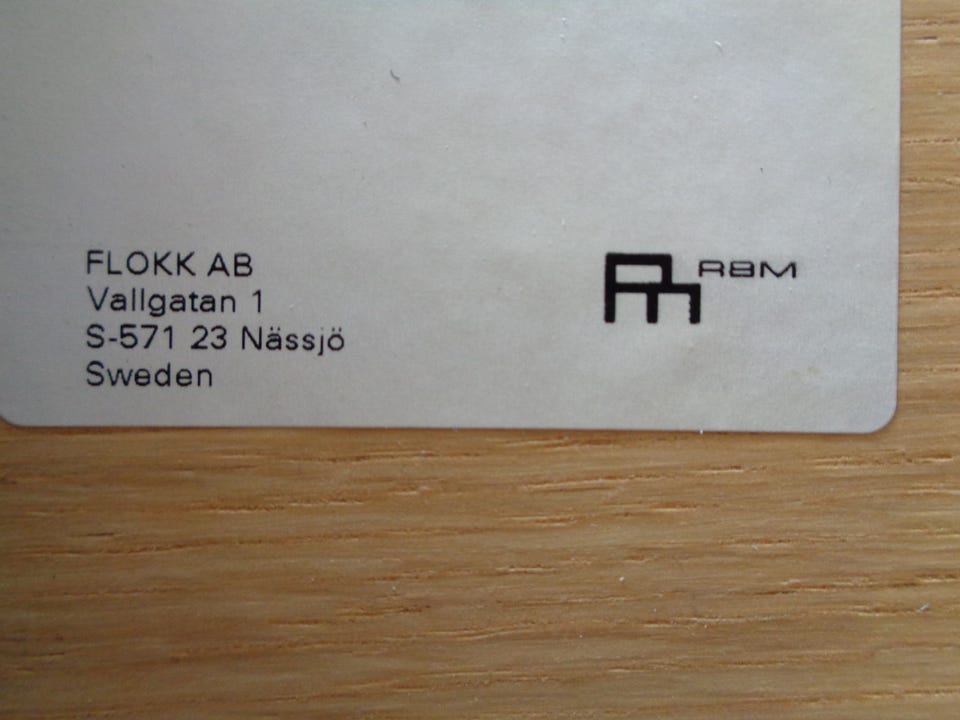 FLOKK AB
Vallgatan 1
S-571 23 Nässjö
Sweden
RBM